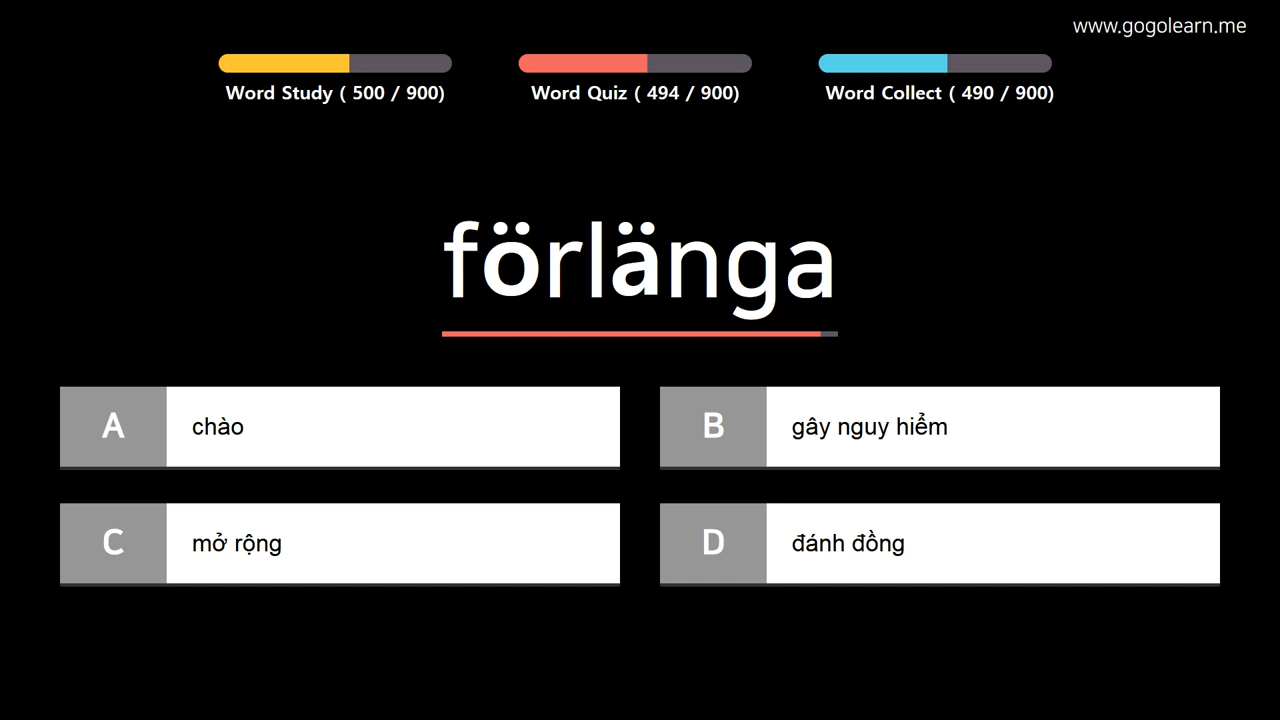 www.gogolearn.me
Word Study ( 500 / 900)
Word Quiz ( 494 / 900)
Word Collect ( 490 / 900)
förlänga
A chào
B gây nguy hiểm
C mở rộng
D đánh đồng